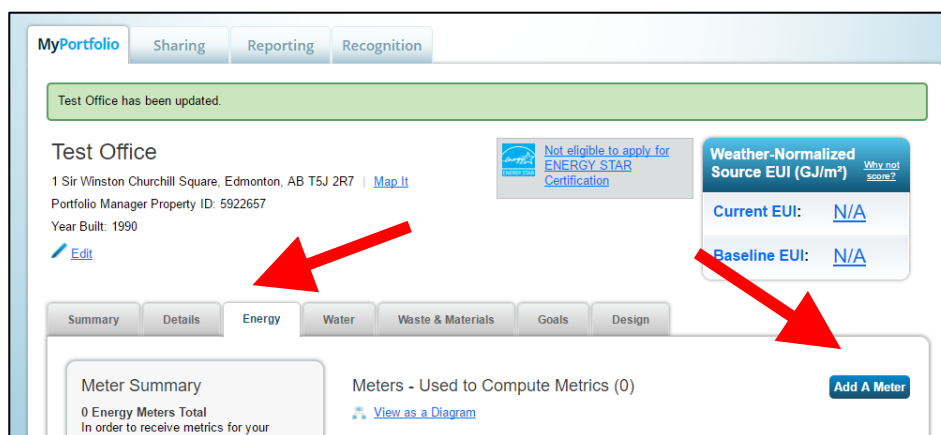 MyPortfolio Sharing Reporting Recognition
Test Office has been updated.
Test Office
1 Sir Winston Churchill Square, Edmonton, AB T5J 2R7 | Map It
Portfolio Manager Property ID: 5922657
Year Built: 1990
Edit
ENERGY STAR
Not eligible to apply for
ENERGY STAR
Certification
Weather-Normalized
Source EUI (GJ/m²)
Why not
score?
Current EUI: N/A
Baseline EUI: N/A
Summary Details Energy Water Waste & Materials Goals Design
Meter Summary
0 Energy Meters Total
In order to receive metrics for your
Meters - Used to Compute Metrics (0)
View as a Diagram
Add A Meter